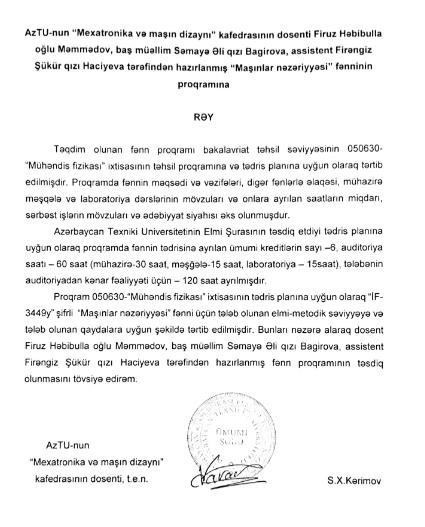 AzTU-nun “Mexatronika və maşın dizaynı” kafedrasının dosenti Firuz Həbibulla
oğlu Məmmədov, baş müəllim Səmayə Əli qızı Bagirova, assistent Firəngiz
Şükür qızı Haciyeva tərəfindən hazırlanmış “Maşınlar nəzəriyyəsi” fənninin
proqramına
RƏY
Təqdim olunan fənn proqramı bakalavriat təhsil səviyyəsinin 050630-
“Mühəndis fizikası” ixtisasının təhsil proqramına və tədris planına uyğun olaraq tərtib
edilmişdir. Proqramda fənnin məqsədi və vəzifələri, digər fənlərlə əlaqəsi, mühazirə
məşqələ və laboratoriya dərslərinin mövzuları və onlara ayrılan saatların miqdarı,
sərbəst işlərin mövzuları və ədəbiyyat siyahısı əks olunmuşdur.
Azərbaycan Texniki Universitetinin Elmi Şurasının təsdiq etdiyi tədris planına
uyğun olaraq proqramda fənnin tədrisinə ayrılan ümumi kreditlərin sayı –6, auditoriya
saatı – 60 saat (mühazirə-30 saat, məşğələ-15 saat, laboratoriya – 15saat), tələbənin
auditoriyadan kənar fəaliyyəti üçün – 120 saat ayrılmışdır.
Proqram 050630-“Mühəndis fizikası” ixtisasının tədris planına uyğun olaraq “İF-
3449y” şifrli “Maşınlar nəzəriyyəsi” fənni üçün tələb olunan elmi-metodik səviyyəyə və
tələb olunan qaydalara uyğun şəkildə tərtib edilmişdir. Bunları nəzərə alaraq dosent
Firuz Həbibulla oğlu Məmmədov, baş müəllim Səmayə Əli qızı Bagirova, assistent
Firəngiz Şükür qızı Haciyeva tərəfindən hazırlanmış fənn proqramının təsdiq
olunmasını tövsiyə edirəm.
ÜMUMİ
ŞÖBƏ
AzTU-nun
“Mexatronika və maşın dizaynı”
kafedrasının dosenti, t.e.n.
S.X.Kərimov